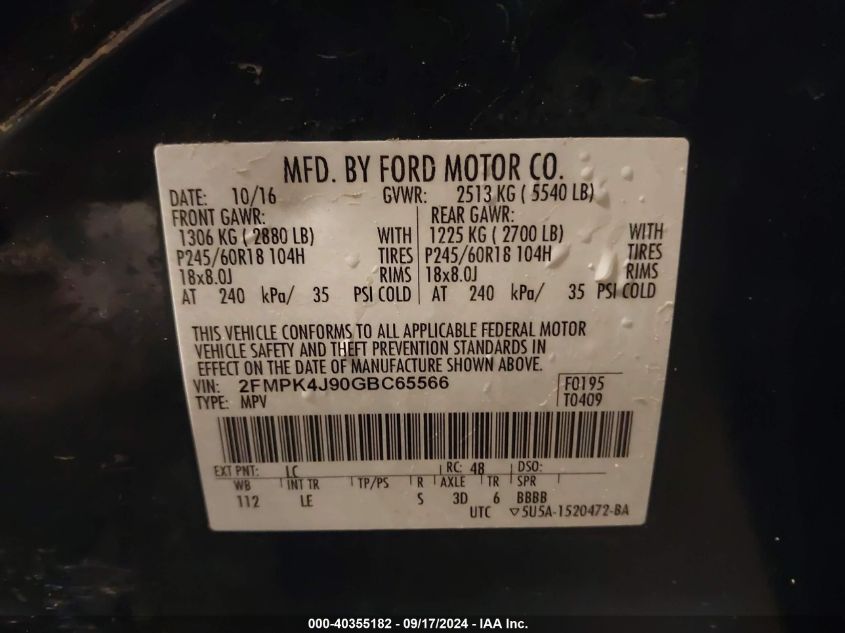 MFD. BY FORD MOTOR CO.
DATE: 10/16 GVWR: 2513 KG ( 5540 LB)
FRONT GAWR: REAR GAWR:
1306 KG ( 2880 LB) WITH 1225 KG ( 2700 LB) WITH
P245/60R18 104H TIRES P245/60R18 104H TIRES
18x8.0J RIMS 18x8.0J RIMS
AT 240 kPa/ 35 PSI COLD AT 240 kPa/ 35 PSI COLD
THIS VEHICLE CONFORMS TO ALL APPLICABLE FEDERAL MOTOR
VEHICLE SAFETY AND THEFT PREVENTION STANDARDS IN
EFFECT ON THE DATE OF MANUFACTURE SHOWN ABOVE.
VIN: 2FMPK4J90GBC65566 F0195
TYPE: MPV T0409
EXT PNT: LC RC: 48 DSO:
WB INT TR TP/PS R AXLE TR SPR
112 LE S 3D 6 BBBB
UTC ▽5U5A-1520472-BA
000-40355182 - 09/17/2024 - IAA Inc.